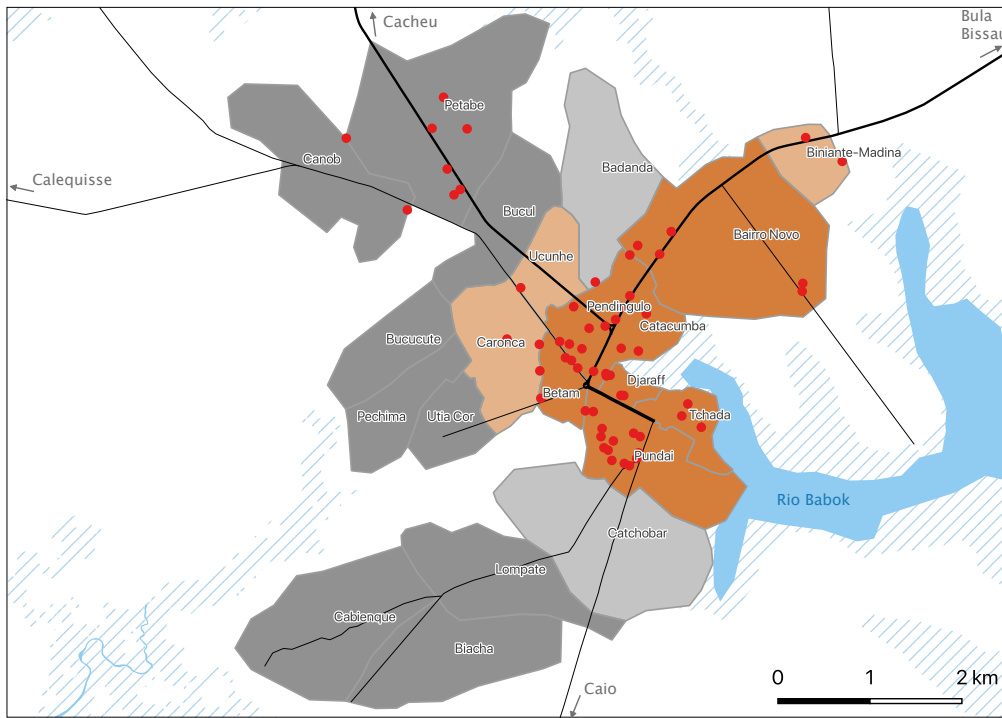 Cacheu
Bula
Bissau
Petabe
Canob
Biniante-Madina
Badanda
Calequisse
Bucul
Bairro Novo
Ucunhe
Pendingulo
Catacumba
Bucucute
Caronca
Djaraff
Betam
Pechima
Utia Cor
Tchada
Pundai
Rio Babok
Catchobar
Lompate
Cabienque
Biacha
0 1 2 km
Caio